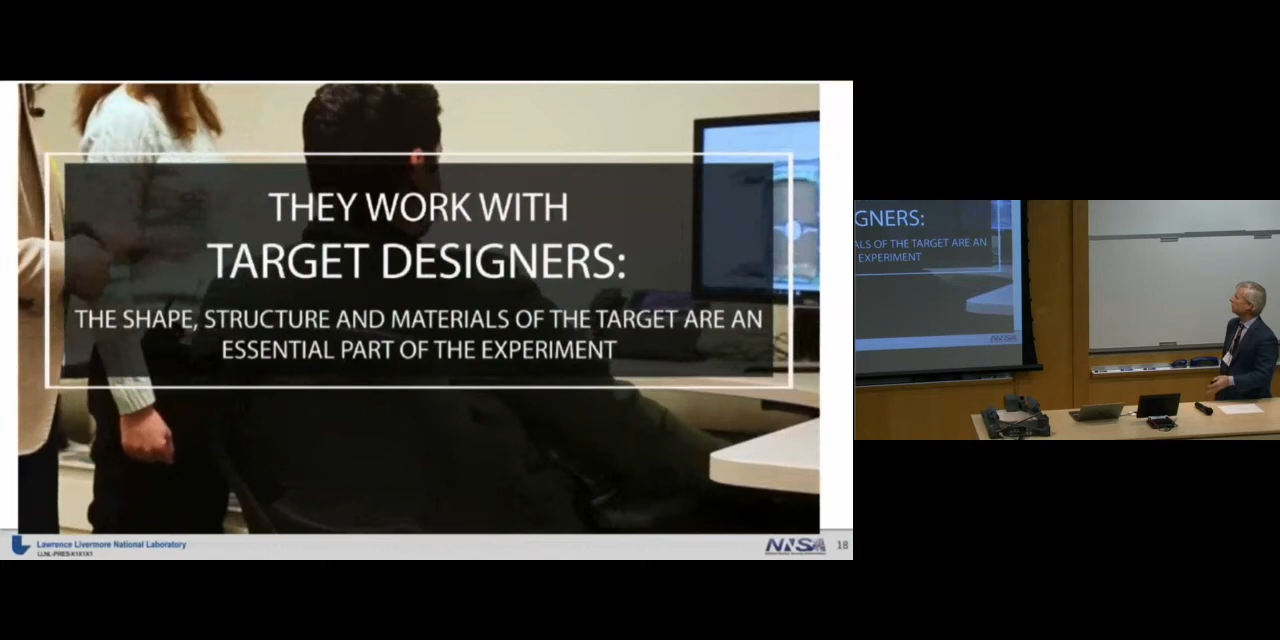 THEY WORK WITH
TARGET DESIGNERS:
THE SHAPE, STRUCTURE AND MATERIALS OF THE TARGET ARE AN
ESSENTIAL PART OF THE EXPERIMENT
Lawrence Livermore National Laboratory
NNSA
18
GNERS:
ALS OF THE TARGET ARE AN
EXPERIMENT